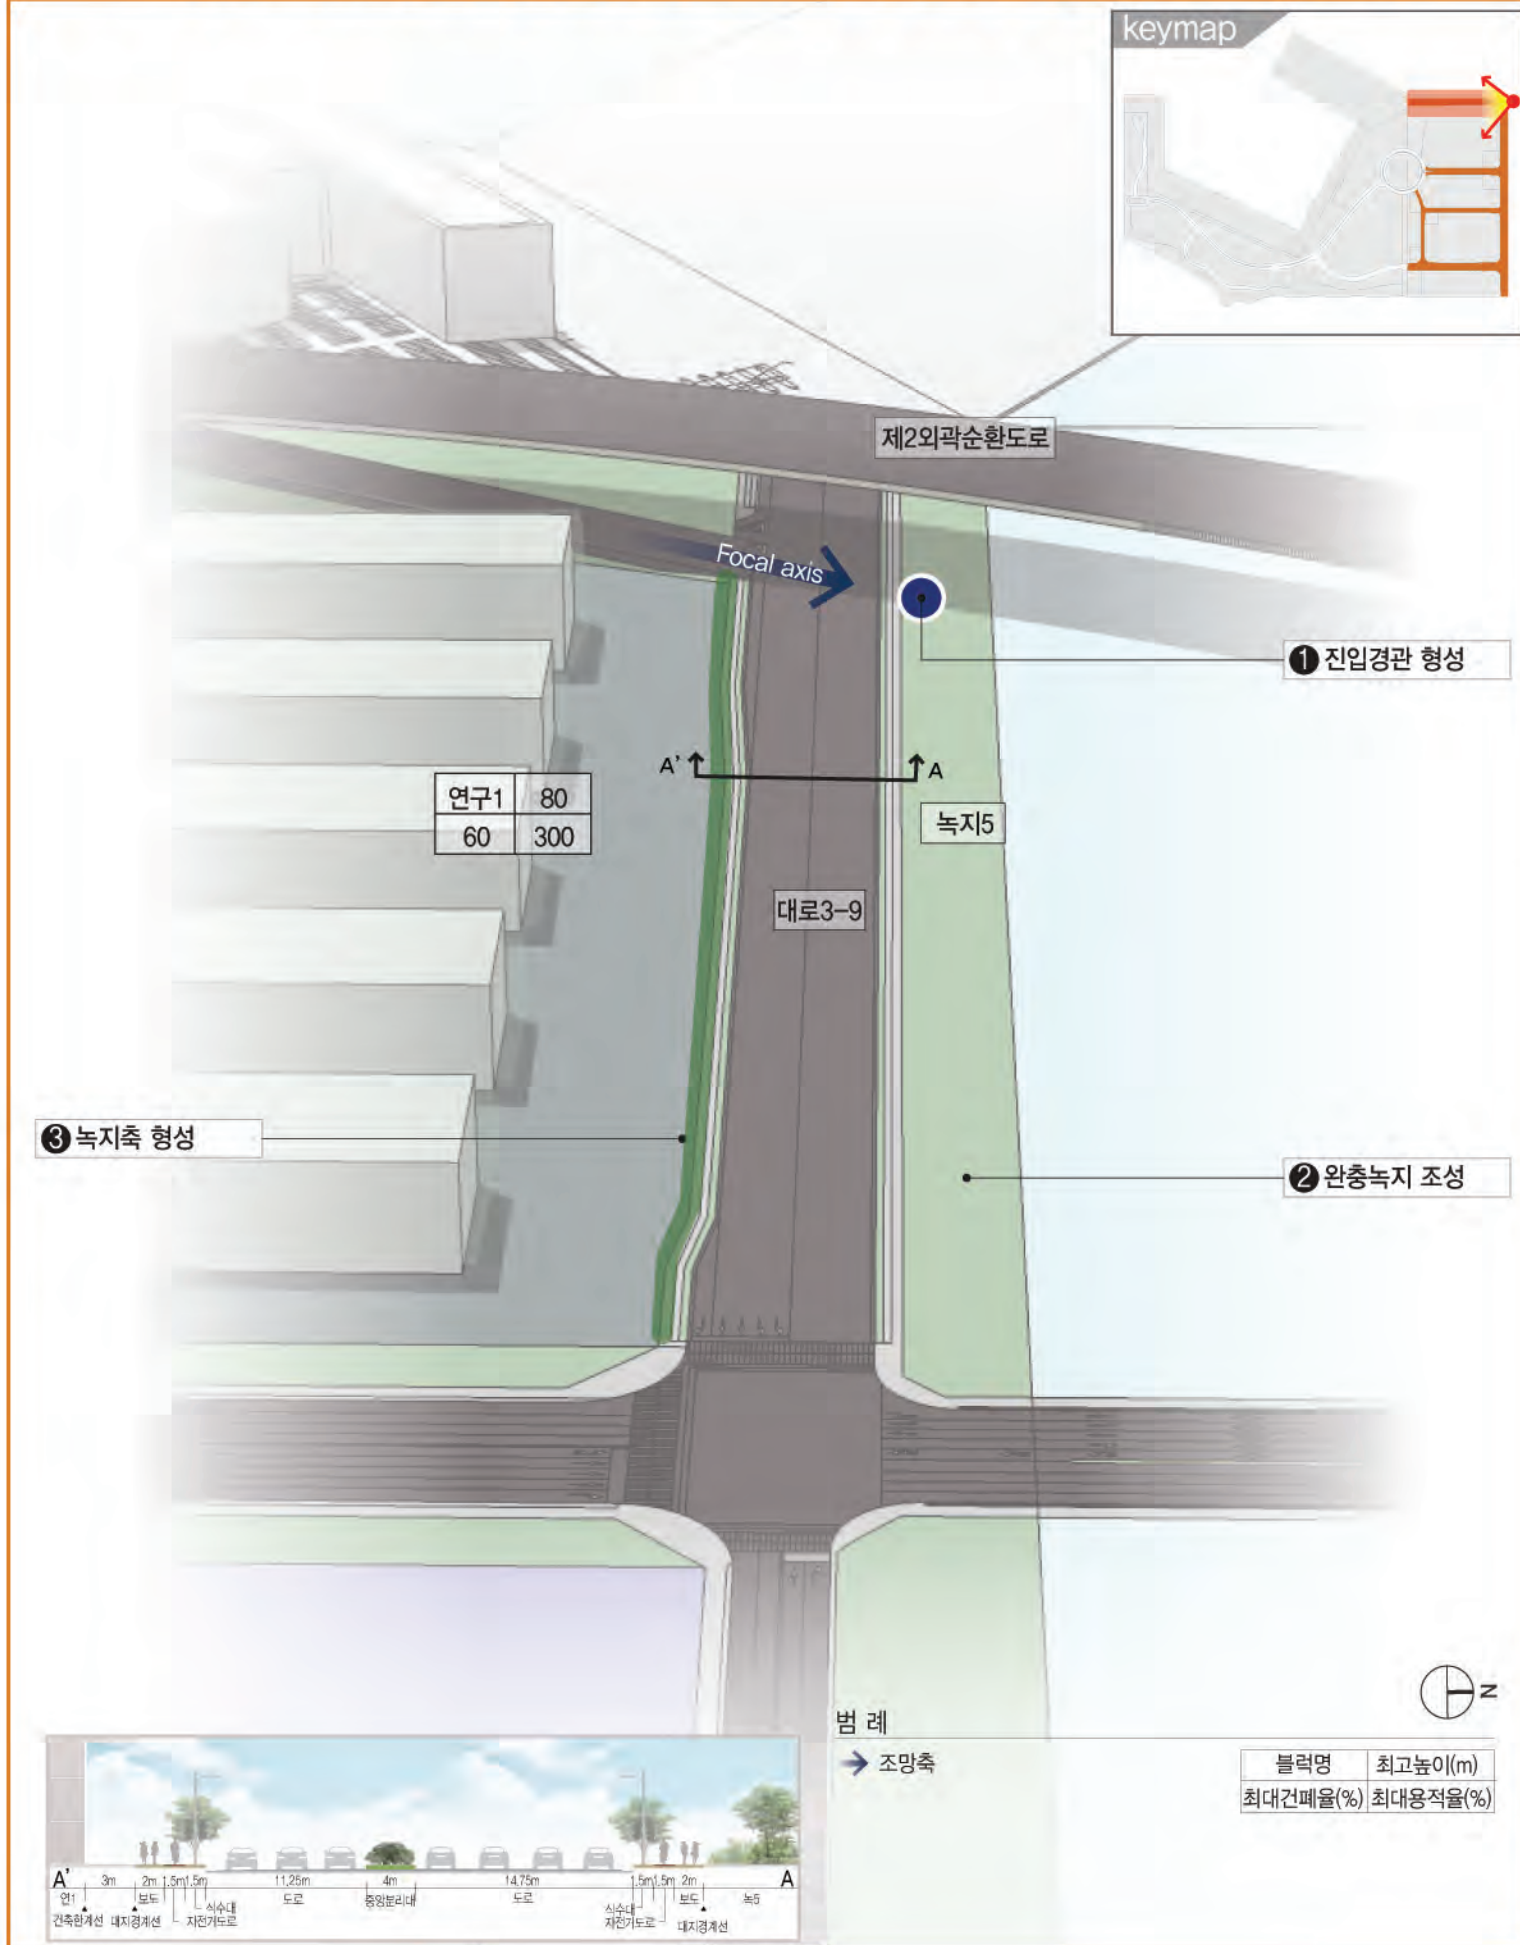 keymap
제2외곽순환도로
Focal axis
❶ 진입경관 형성
A' A
연구1 80
60 300
녹지5
대로3-9
❸ 녹지축 형성
❷ 완충녹지 조성
N
범 례
조망축
블럭명 최고높이(m)
최대건폐율(%) 최대용적율(%)
A' 3m 2m 1.5m 1.5m 11.25m 4m 14.75m 1.5m 1.5m 2m A
연1 보도 식수대 도로 중앙분리대 도로 식수대 보도 녹5
건축한계선 대지경계선 자전거도로 자전거도로 대지경계선